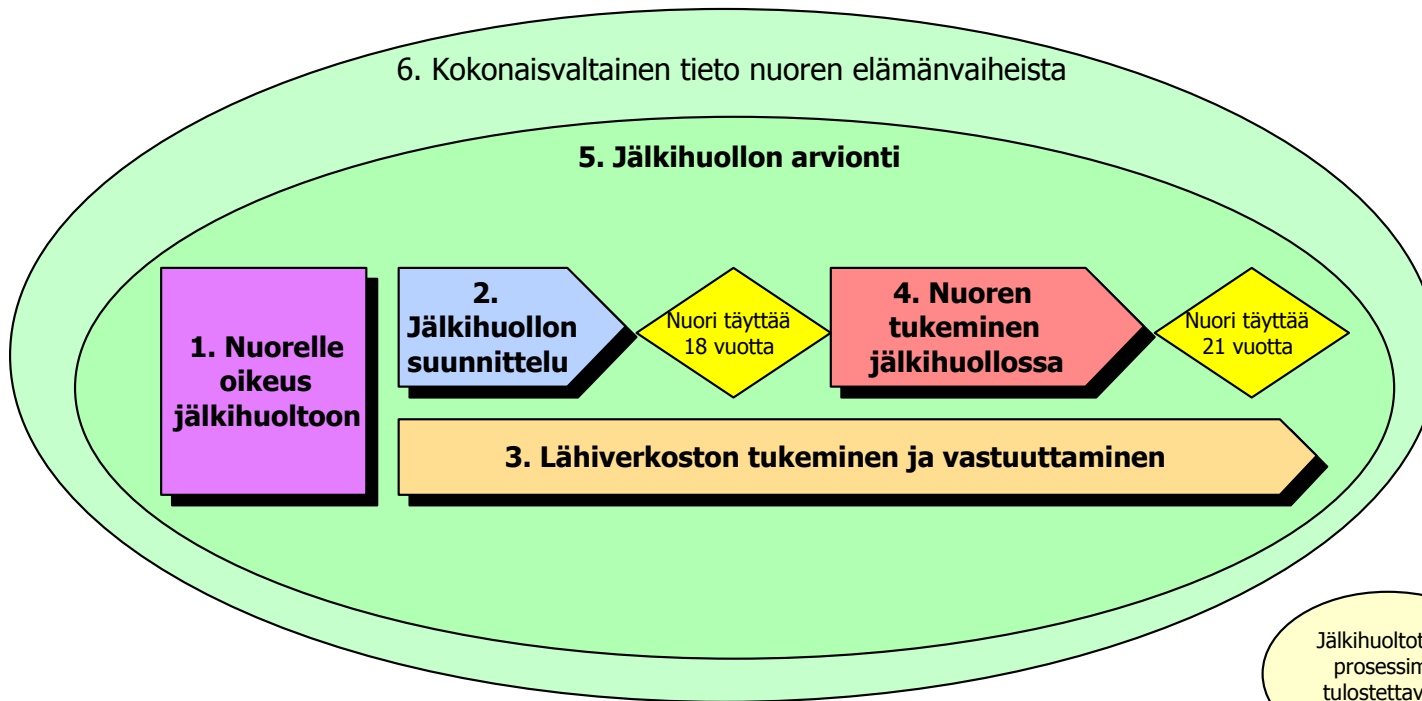 6. Kokonaisvaltainen tieto nuoren elämänvaiheista
5. Jälkihuollon arvionti
1. Nuorelle
oikeus
jälkihuoltoon
2.
Jälkihuollon
suunnittelu
Nuori täyttää
18 vuotta
4. Nuoren
tukeminen
jälkihuollossa
Nuori täyttää
21 vuotta
3. Lähiverkoston tukeminen ja vastuuttaminen